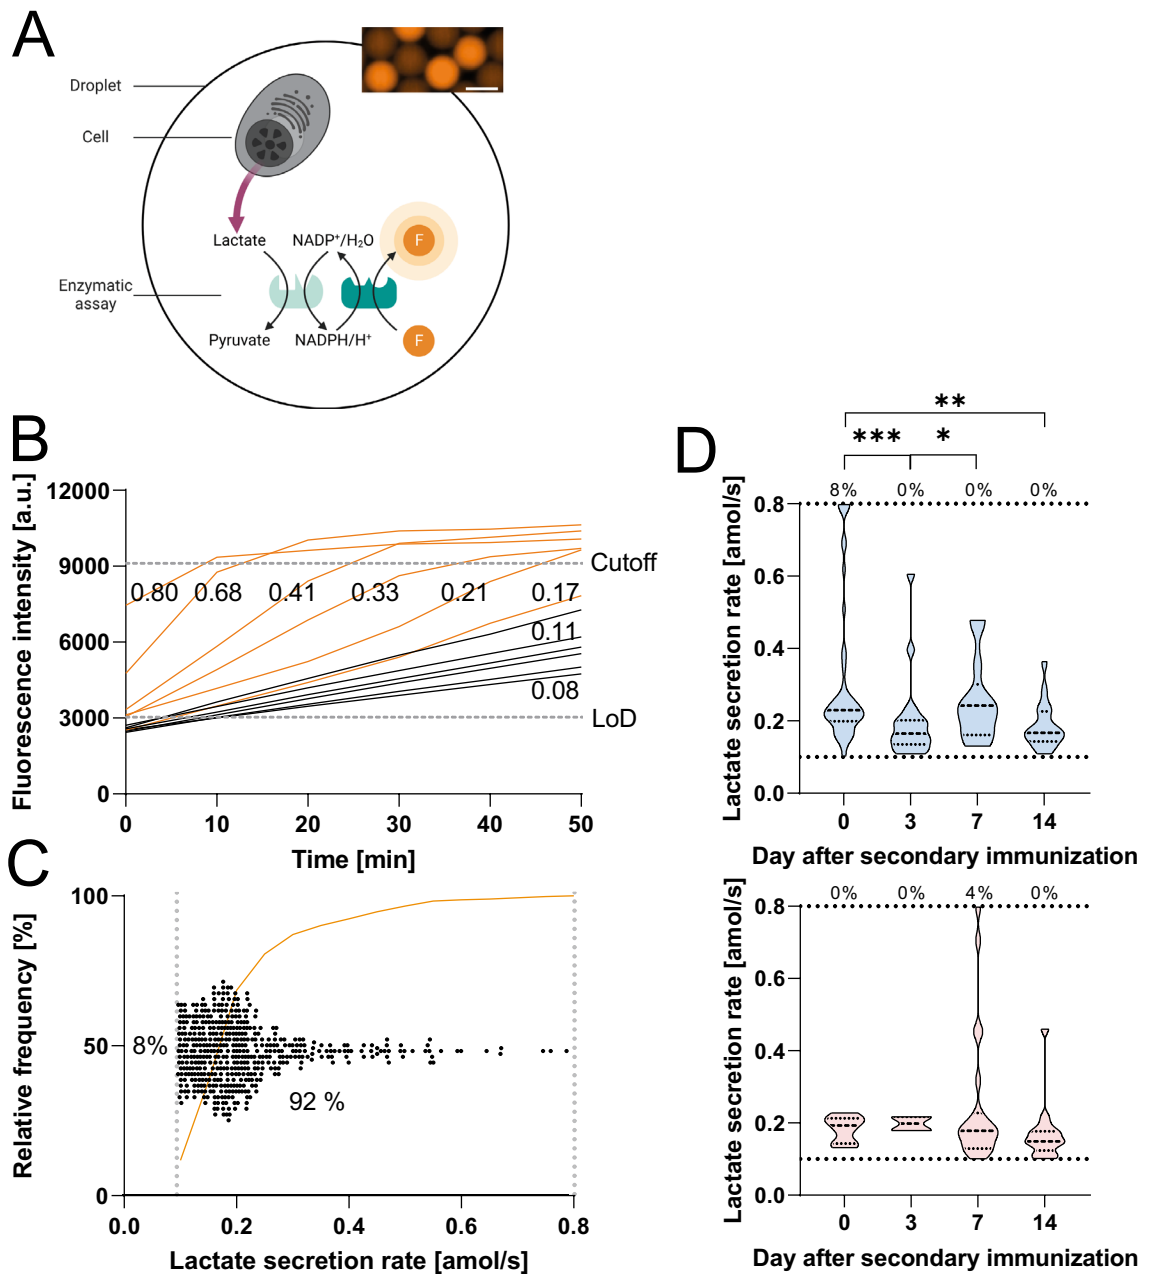 A
Droplet
Cell
Lactate
NADP⁺/H₂O
F
Enzymatic
assay
Pyruvate
NADPH/H⁺
F
B
Fluorescence intensity [a.u.]
12000
9000
6000
3000
0
Cutoff
0.80 0.68 0.41 0.33 0.21 0.17
0.11
0.08
LoD
0 10 20 30 40 50
Time [min]
C
Relative frequency [%]
100
50
0
8%
92 %
0.0 0.2 0.4 0.6 0.8
Lactate secretion rate [amol/s]
D
**
*** *
8% 0% 0% 0%
Lactate secretion rate [amol/s]
0.8
0.6
0.4
0.2
0.0
0 3 7 14
Day after secondary immunization
0% 0% 4% 0%
Lactate secretion rate [amol/s]
0.8
0.6
0.4
0.2
0.0
0 3 7 14
Day after secondary immunization